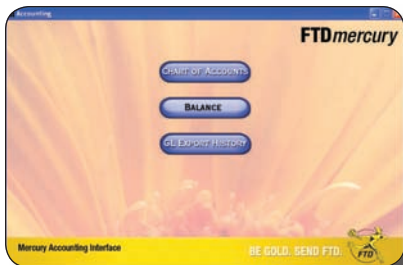 Accounting
FTDmercury
CHART OF ACCOUNTS
BALANCE
GL EXPORT HISTORY
Mercury Accounting Interface
BE GOLD. SEND FTD.
FTD